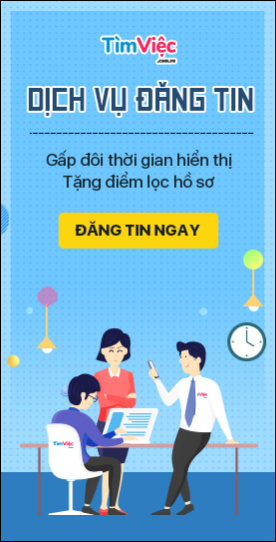 TìmViệc
.com.vn
DỊCH VỤ ĐĂNG TIN
Gấp đôi thời gian hiển thị
Tặng điểm lọc hồ sơ
ĐĂNG TIN NGAY
TìmViệc
TìmViệc